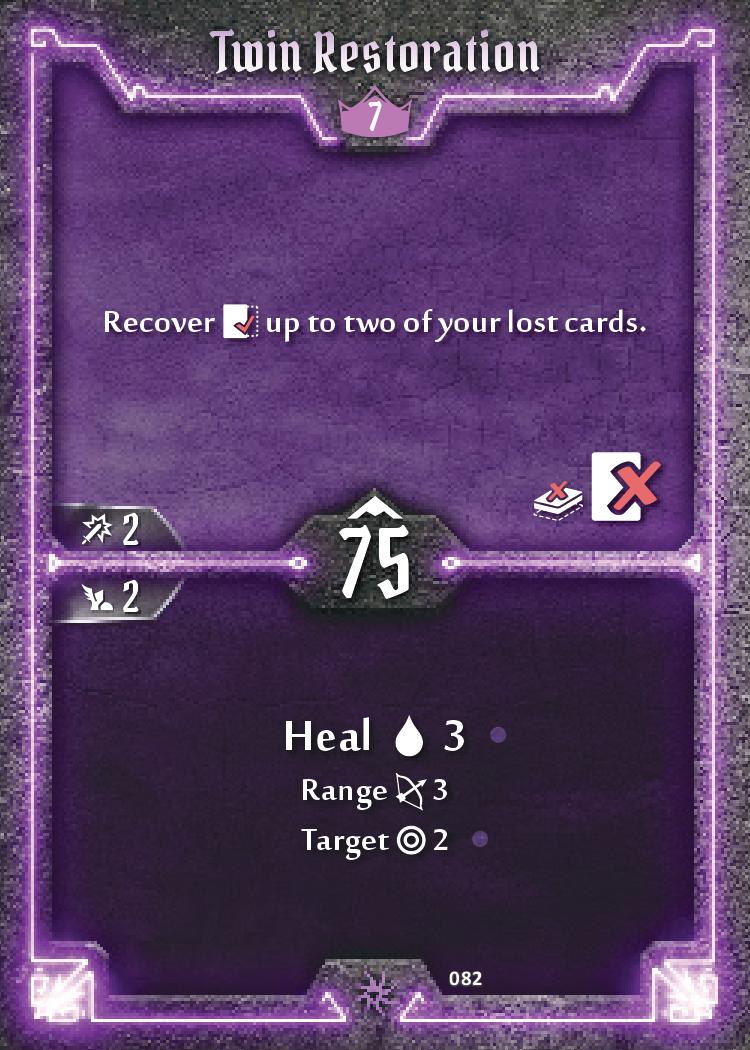 Twin Restoration
7
Recover up to two of your lost cards.
2
75
2
Heal 3
Range 3
Target 2
082